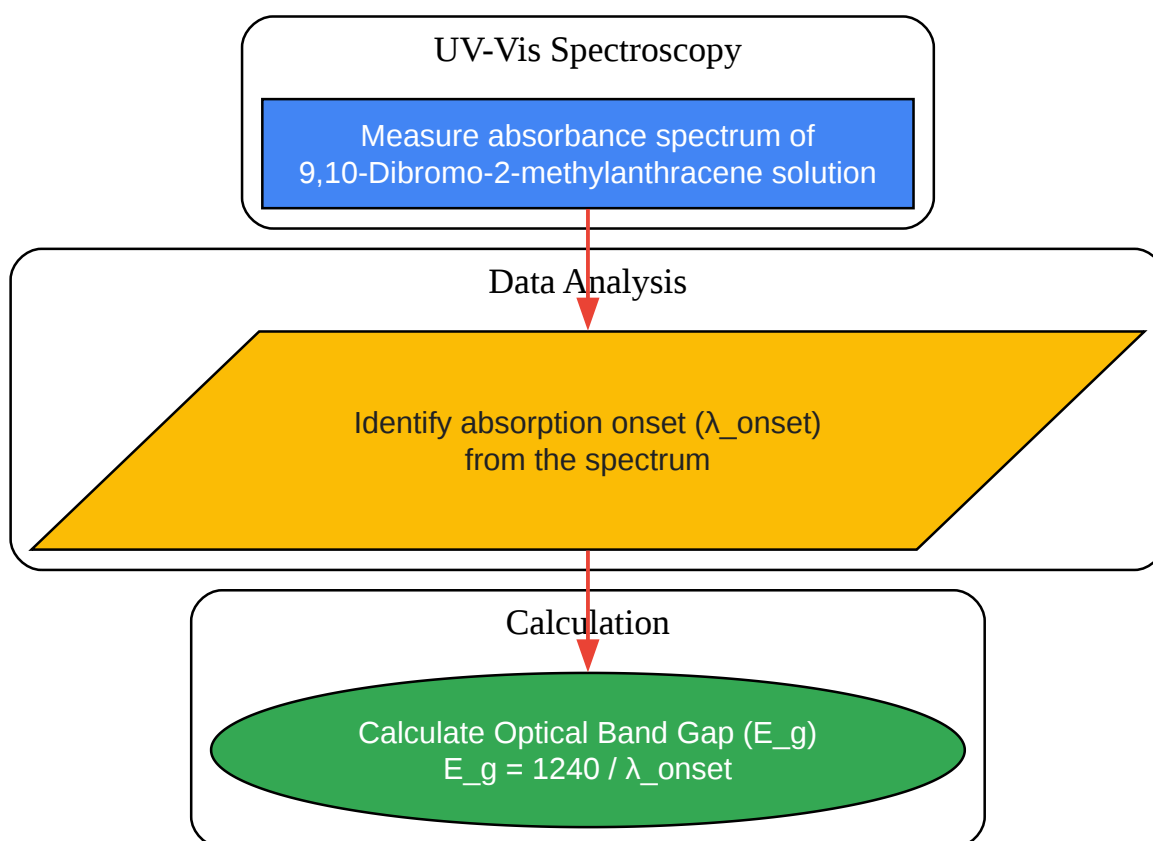 UV-Vis Spectroscopy
Measure absorbance spectrum of
9,10-Dibromo-2-methylanthracene solution
Data Analysis
Identify absorption onset (λ_onset)
from the spectrum
Calculation
Calculate Optical Band Gap (E_g)
E_g = 1240 / λ_onset